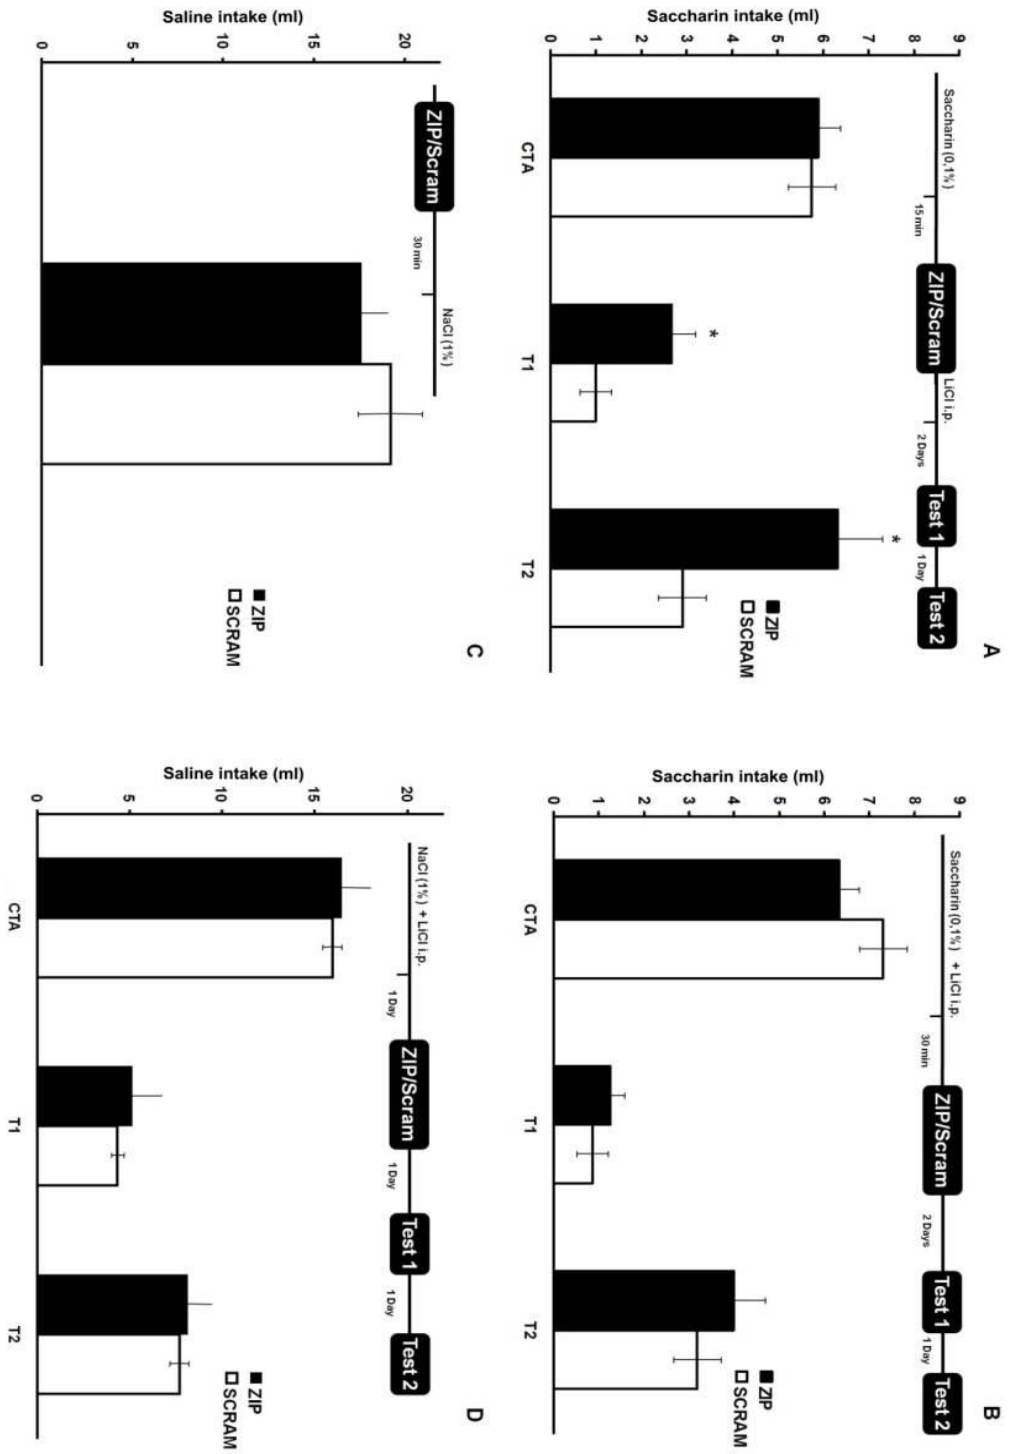 A
Saccharin (0,1%)
15 min
ZIP/Scram
LiCl i.p.
2 Days
Test 1
1 Day
Test 2
Saccharin intake (ml)
9
8
7
6
5
4
3
2
1
0
*
*
ZIP
SCRAM
CTA
T1
T2
B
Saccharin (0,1%) + LiCl i.p.
30 min
ZIP/Scram
2 Days
Test 1
1 Day
Test 2
Saccharin intake (ml)
9
8
7
6
5
4
3
2
1
0
ZIP
SCRAM
CTA
T1
T2
C
ZIP/Scram
30 min
NaCl (1%)
Saline intake (ml)
20
15
10
5
0
ZIP
SCRAM
D
NaCl (1%) + LiCl i.p.
1 Day
ZIP/Scram
1 Day
Test 1
1 Day
Test 2
Saline intake (ml)
20
15
10
5
0
ZIP
SCRAM
CTA
T1
T2